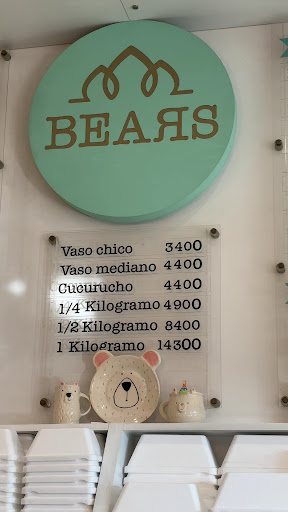 BEAЯS
Vaso chico 3400
Vaso mediano 4400
Cucurucho 4400
1/4 Kilogramo 4900
1/2 Kilogramo 8400
1 Kilogramo 14300